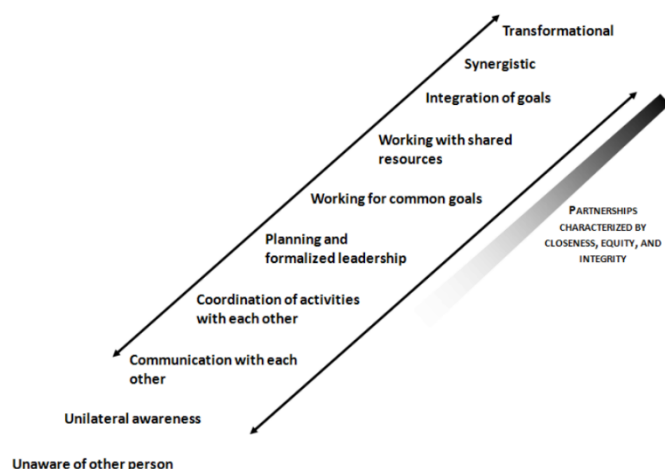 Transformational
Synergistic
Integration of goals
Working with shared
resources
Working for common goals
Planning and
formalized leadership
Coordination of activities
with each other
Communication with each
other
Unilateral awareness
Unaware of other person
PARTNERSHIPS
CHARACTERIZED BY
CLOSENESS, EQUITY, AND
INTEGRITY